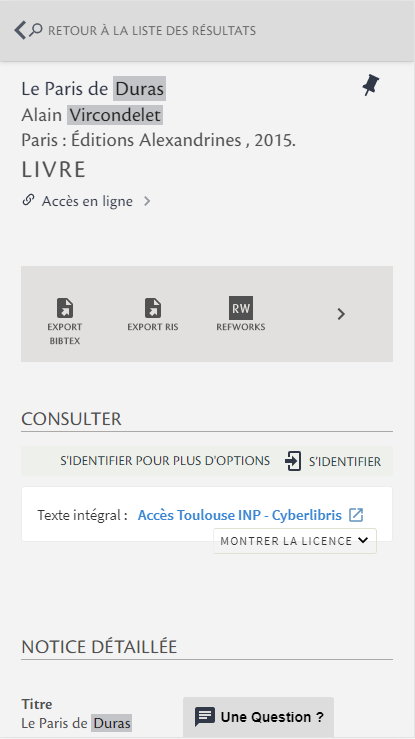 RETOUR À LA LISTE DES RÉSULTATS
Le Paris de Duras
Alain Vircondelet
Paris : Éditions Alexandrines , 2015.
LIVRE
Accès en ligne
EXPORT BIBTEX
EXPORT RIS
RW
REFWORKS
CONSULTER
S'IDENTIFIER POUR PLUS D'OPTIONS S'IDENTIFIER
Texte intégral : Accès Toulouse INP - Cyberlibris
MONTRER LA LICENCE
NOTICE DÉTAILLÉE
Titre
Le Paris de Duras
Une Question ?